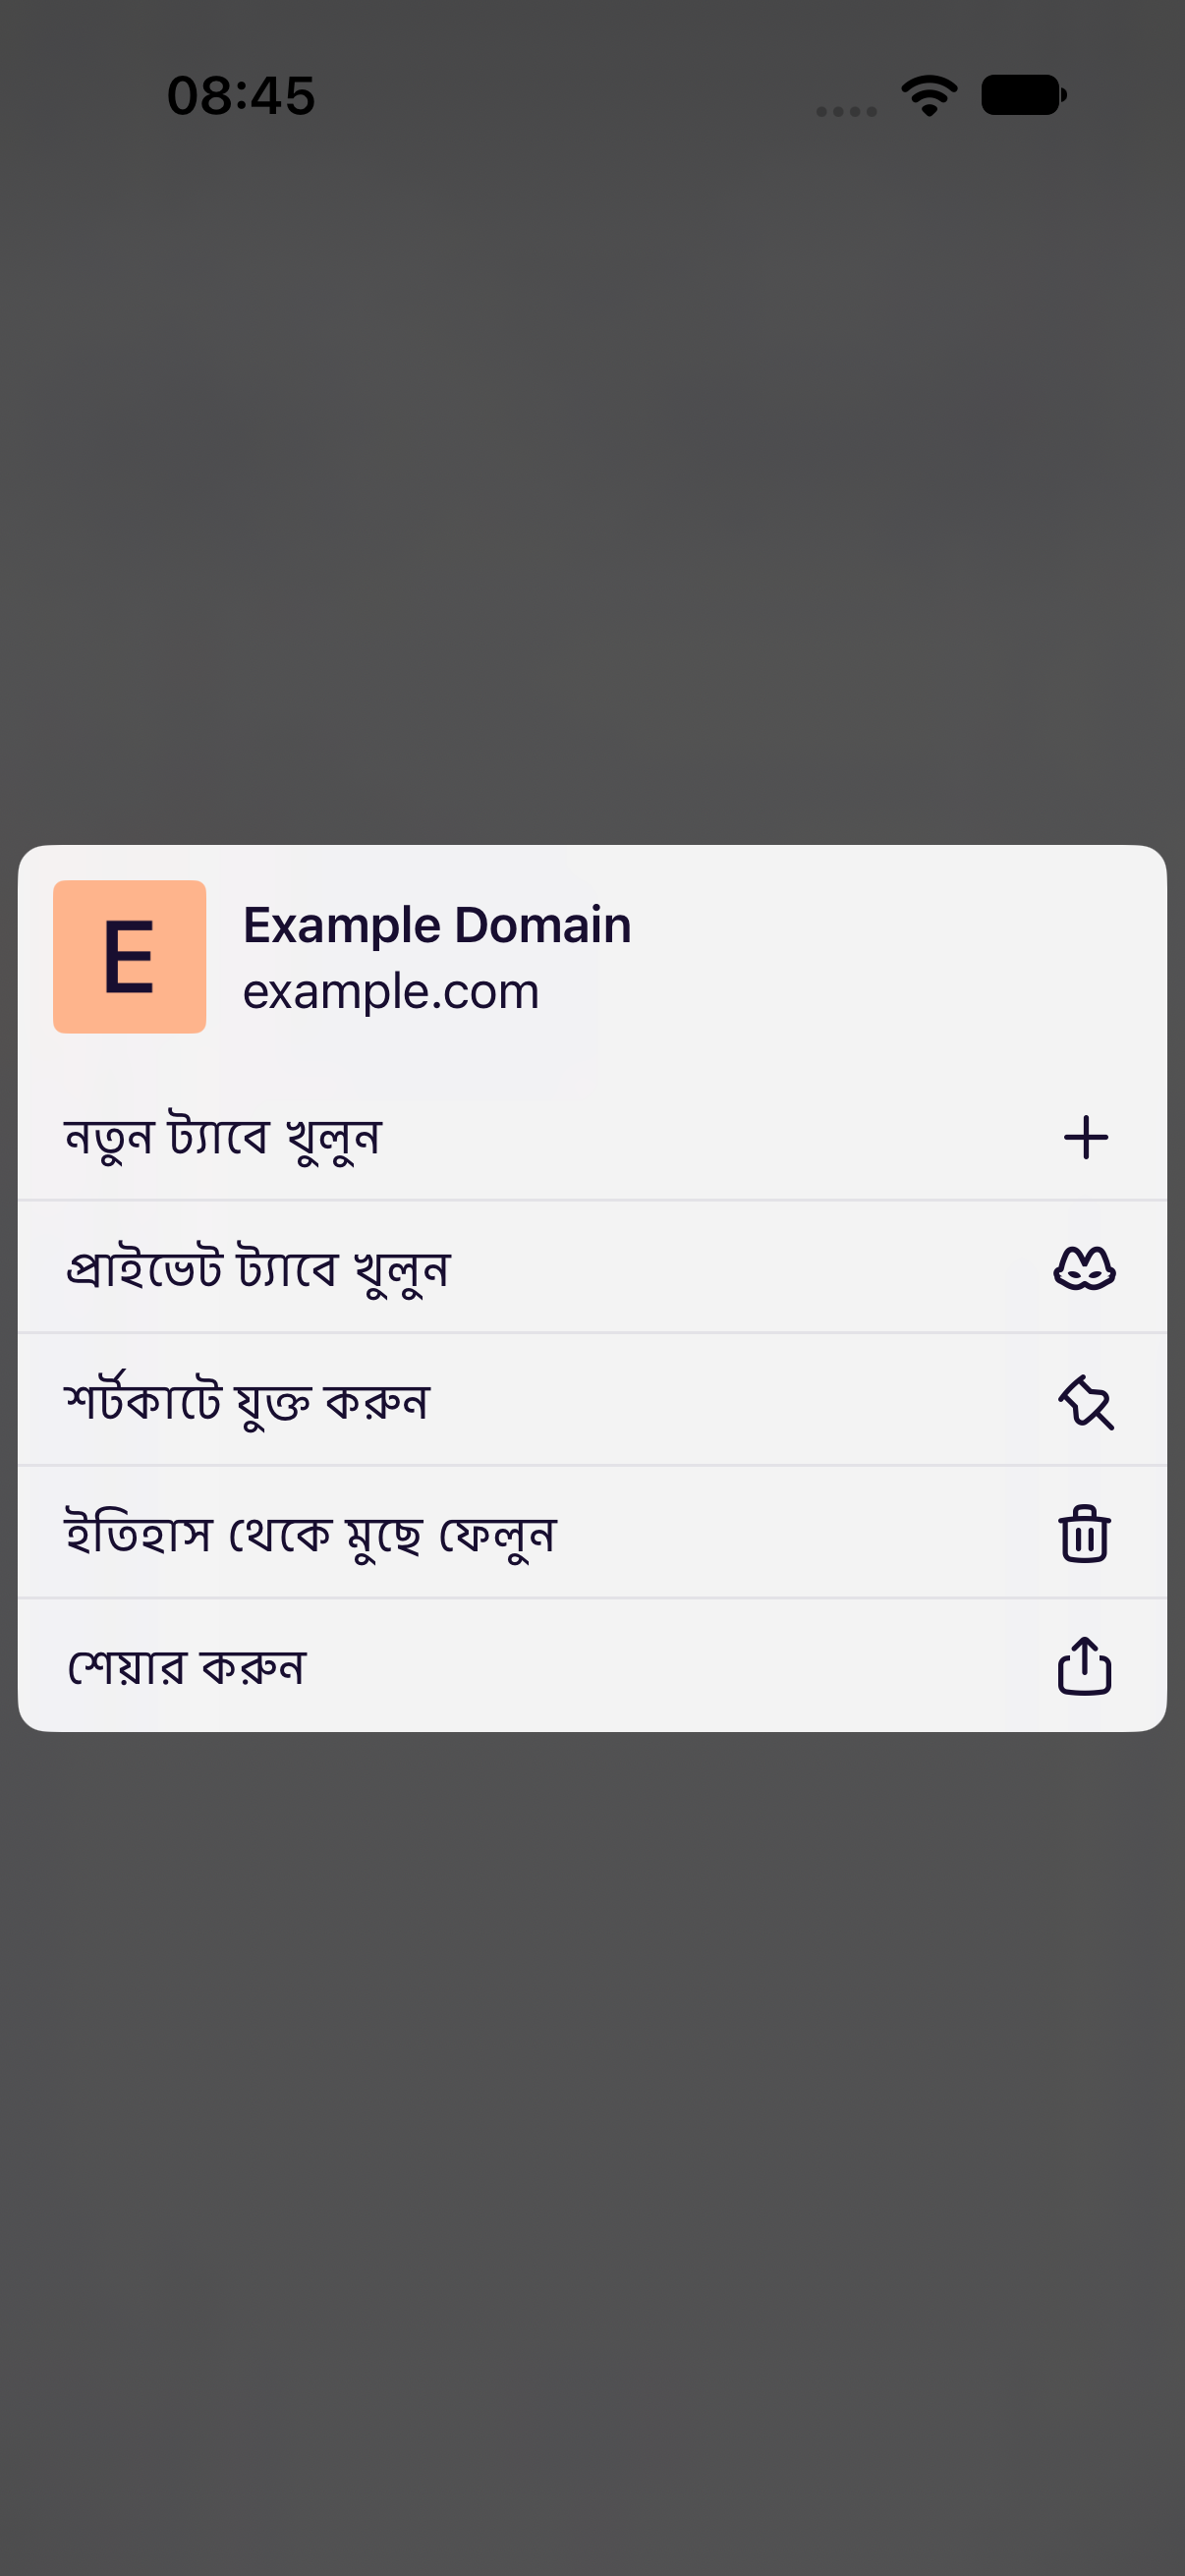 08:45
E
Example Domain
example.com
নতুন ট্যাবে খুলুন
প্রাইভেট ট্যাবে খুলুন
শর্টকাটে যুক্ত করুন
ইতিহাস থেকে মুছে ফেলুন
শেয়ার করুন